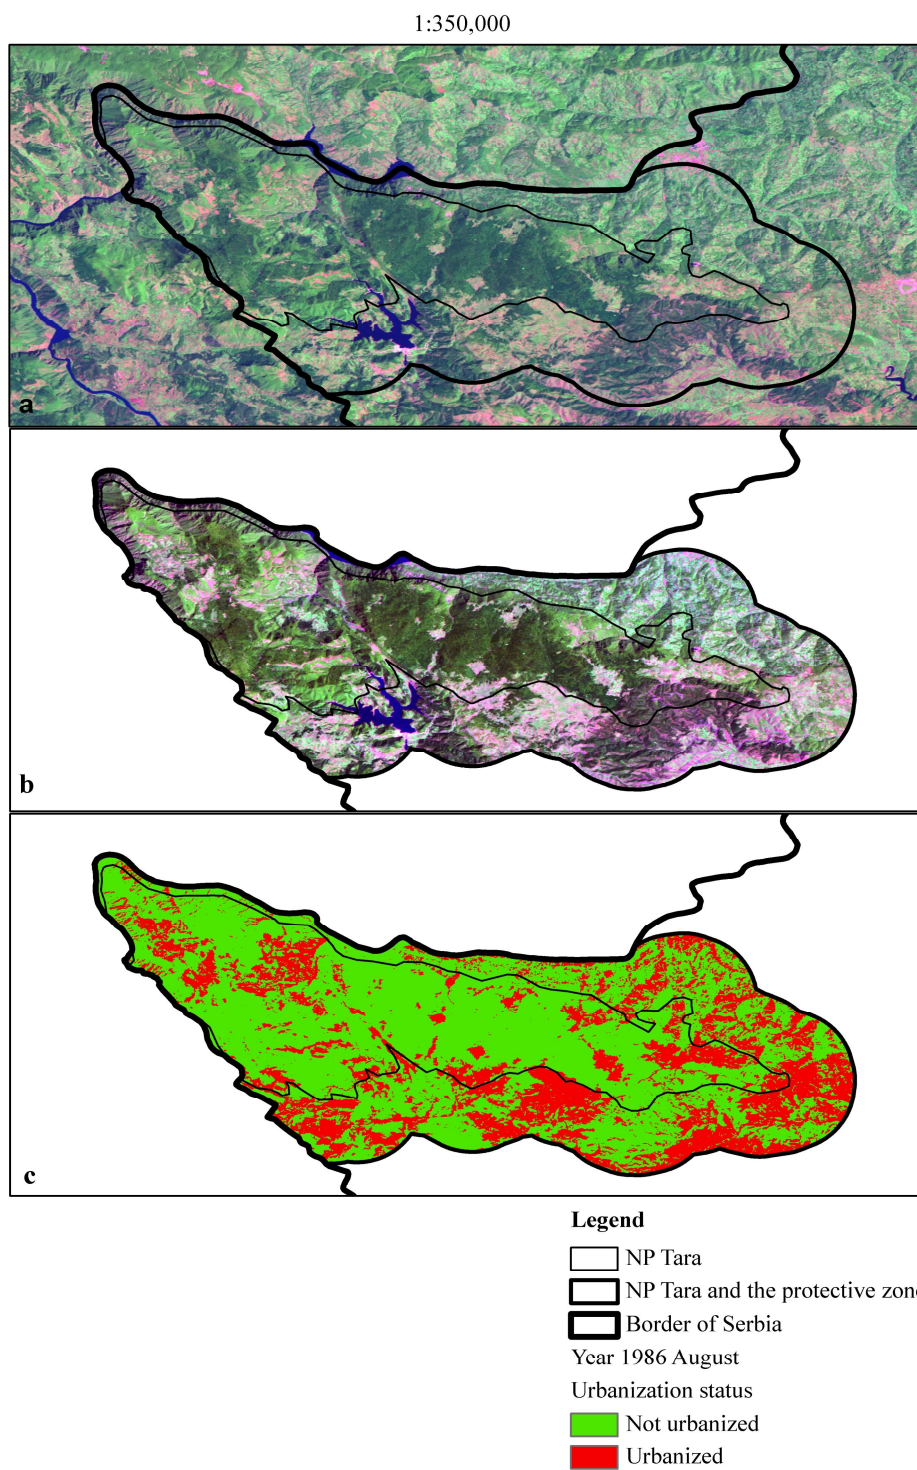 1:350,000
a
b
c
Legend
NP Tara
NP Tara and the protective zon
Border of Serbia
Year 1986 August
Urbanization status
Not urbanized
Urbanized